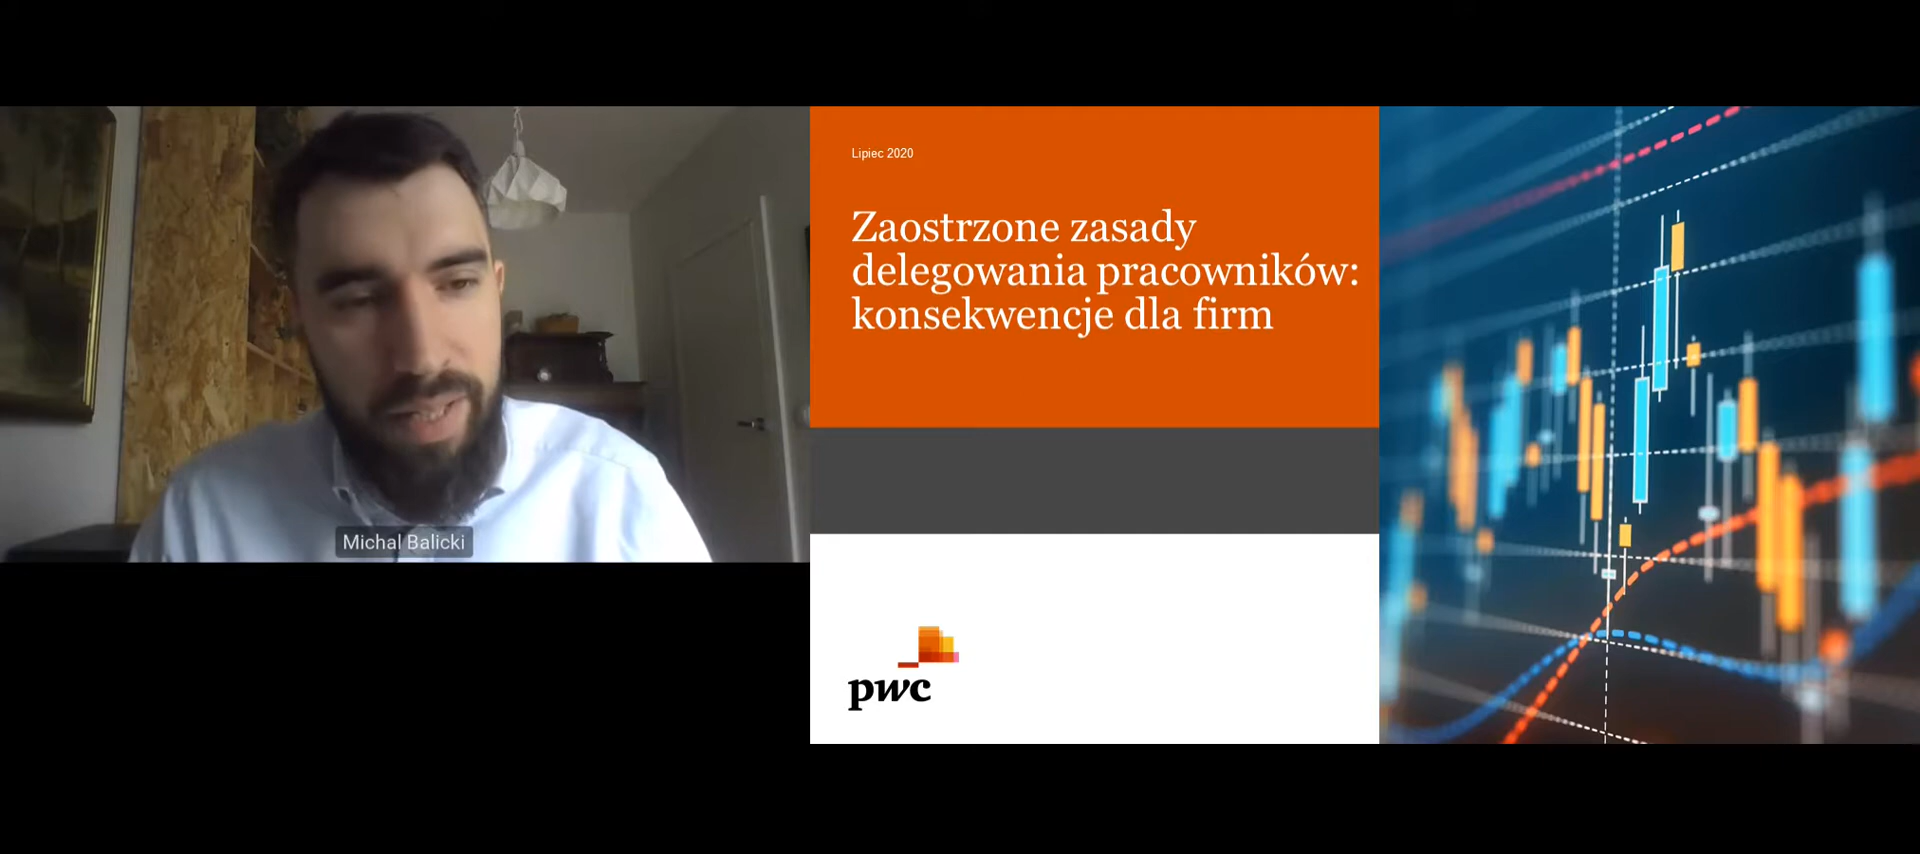 Michal Balicki
Lipiec 2020
Zaostrzone zasady
delegowania pracowników:
konsekwencje dla firm
pwc